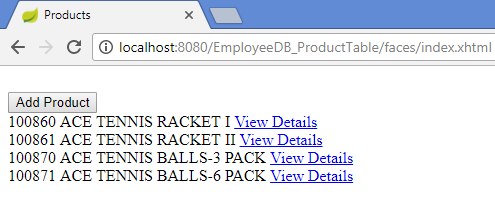 Products
localhost:8080/EmployeeDB_ProductTable/faces/index.xhtml
Add Product
100860 ACE TENNIS RACKET I View Details
100861 ACE TENNIS RACKET II View Details
100870 ACE TENNIS BALLS-3 PACK View Details
100871 ACE TENNIS BALLS-6 PACK View Details